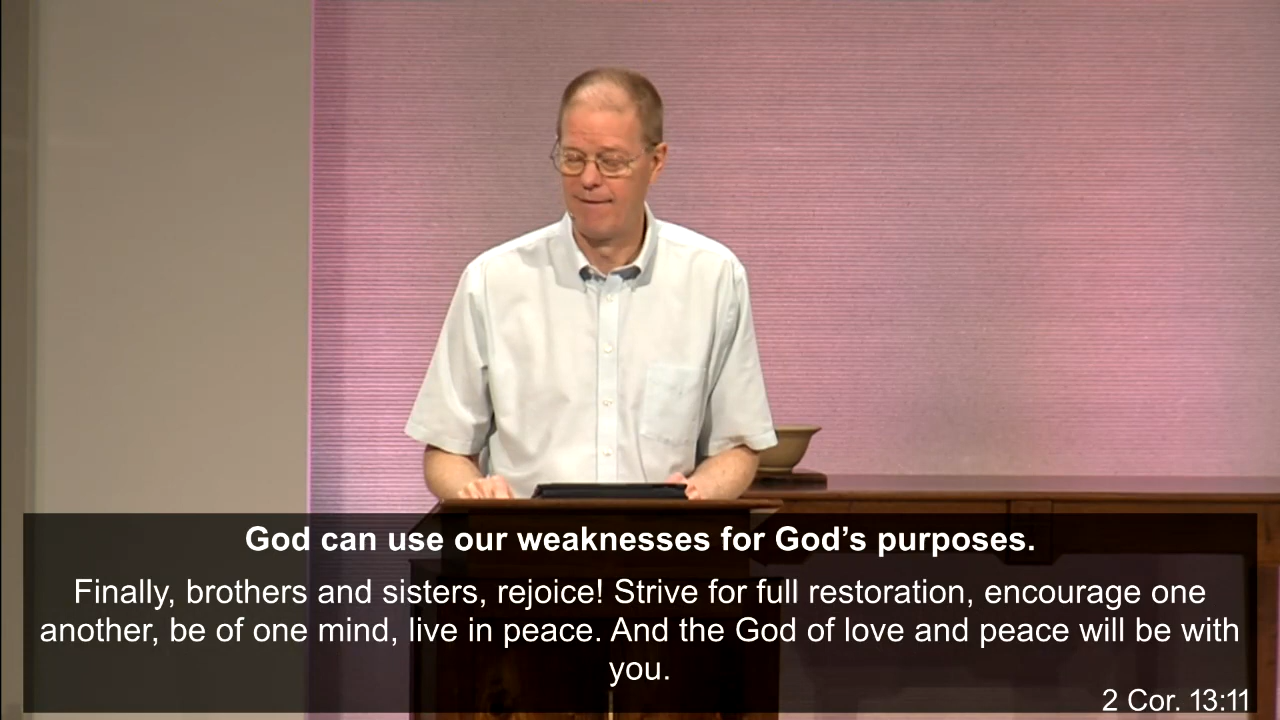 God can use our weaknesses for God’s purposes.
Finally, brothers and sisters, rejoice! Strive for full restoration, encourage one
another, be of one mind, live in peace. And the God of love and peace will be with
you.
2 Cor. 13:11